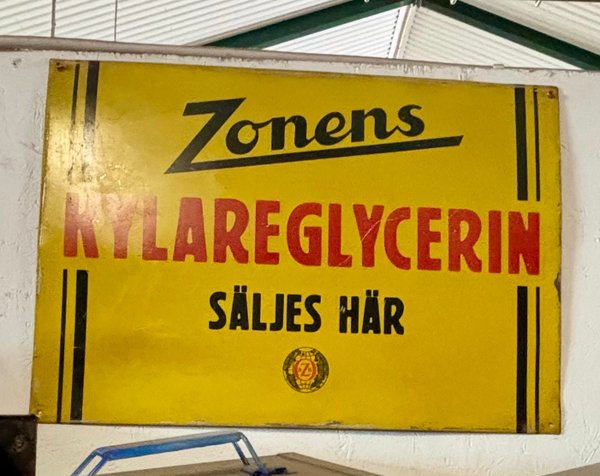 Zonens
KYLAREGLYCERIN
SÄLJES HÄR
Z